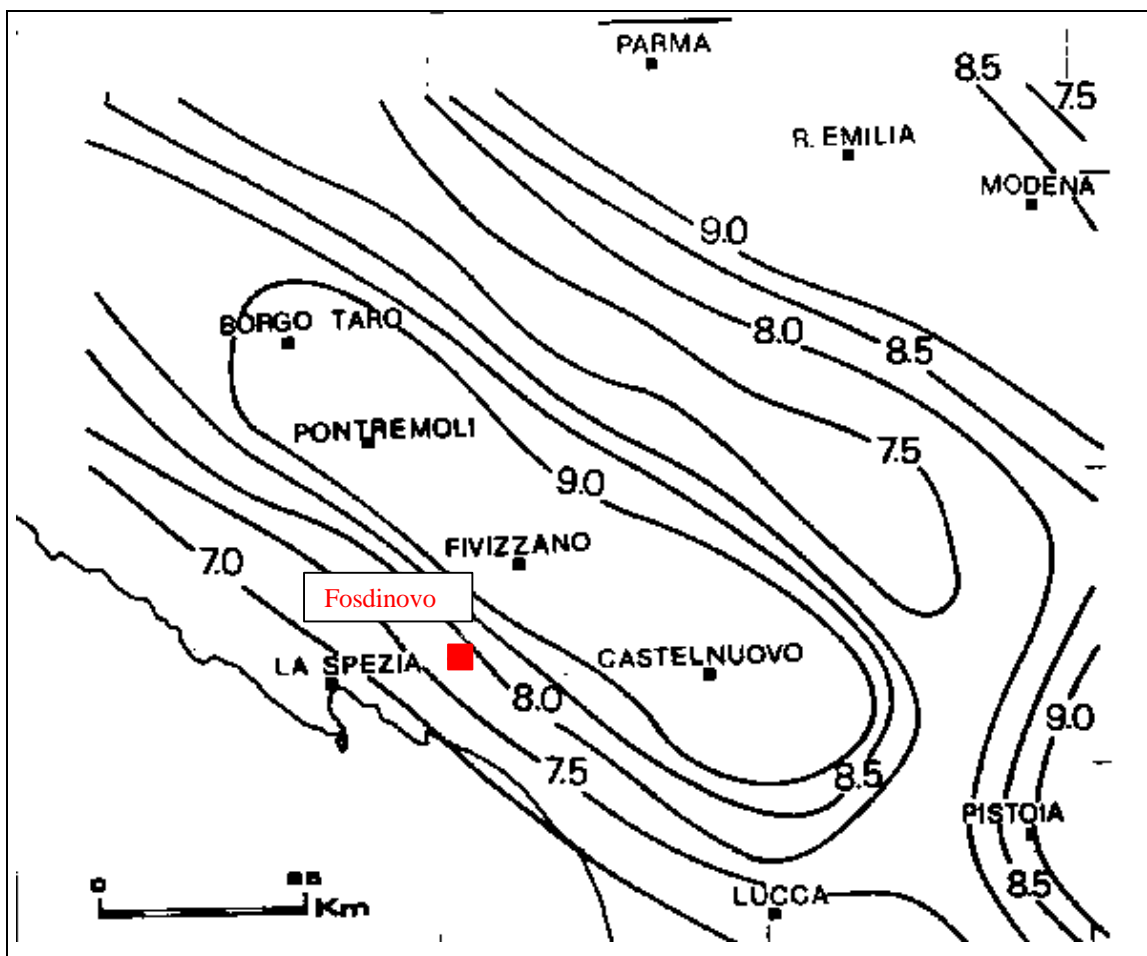 PARMA
8.5
7.5
R. EMILIA
MODENA
9.0
8.0
8.5
BORGO TARO
PONTREMOLI
7.5
9.0
FIVIZZANO
7.0
Fosdinovo
LA SPEZIA
CASTELNUOVO
8.0
9.0
7.5
8.5
PISTOIA
0
Km
8.5
LUCCA